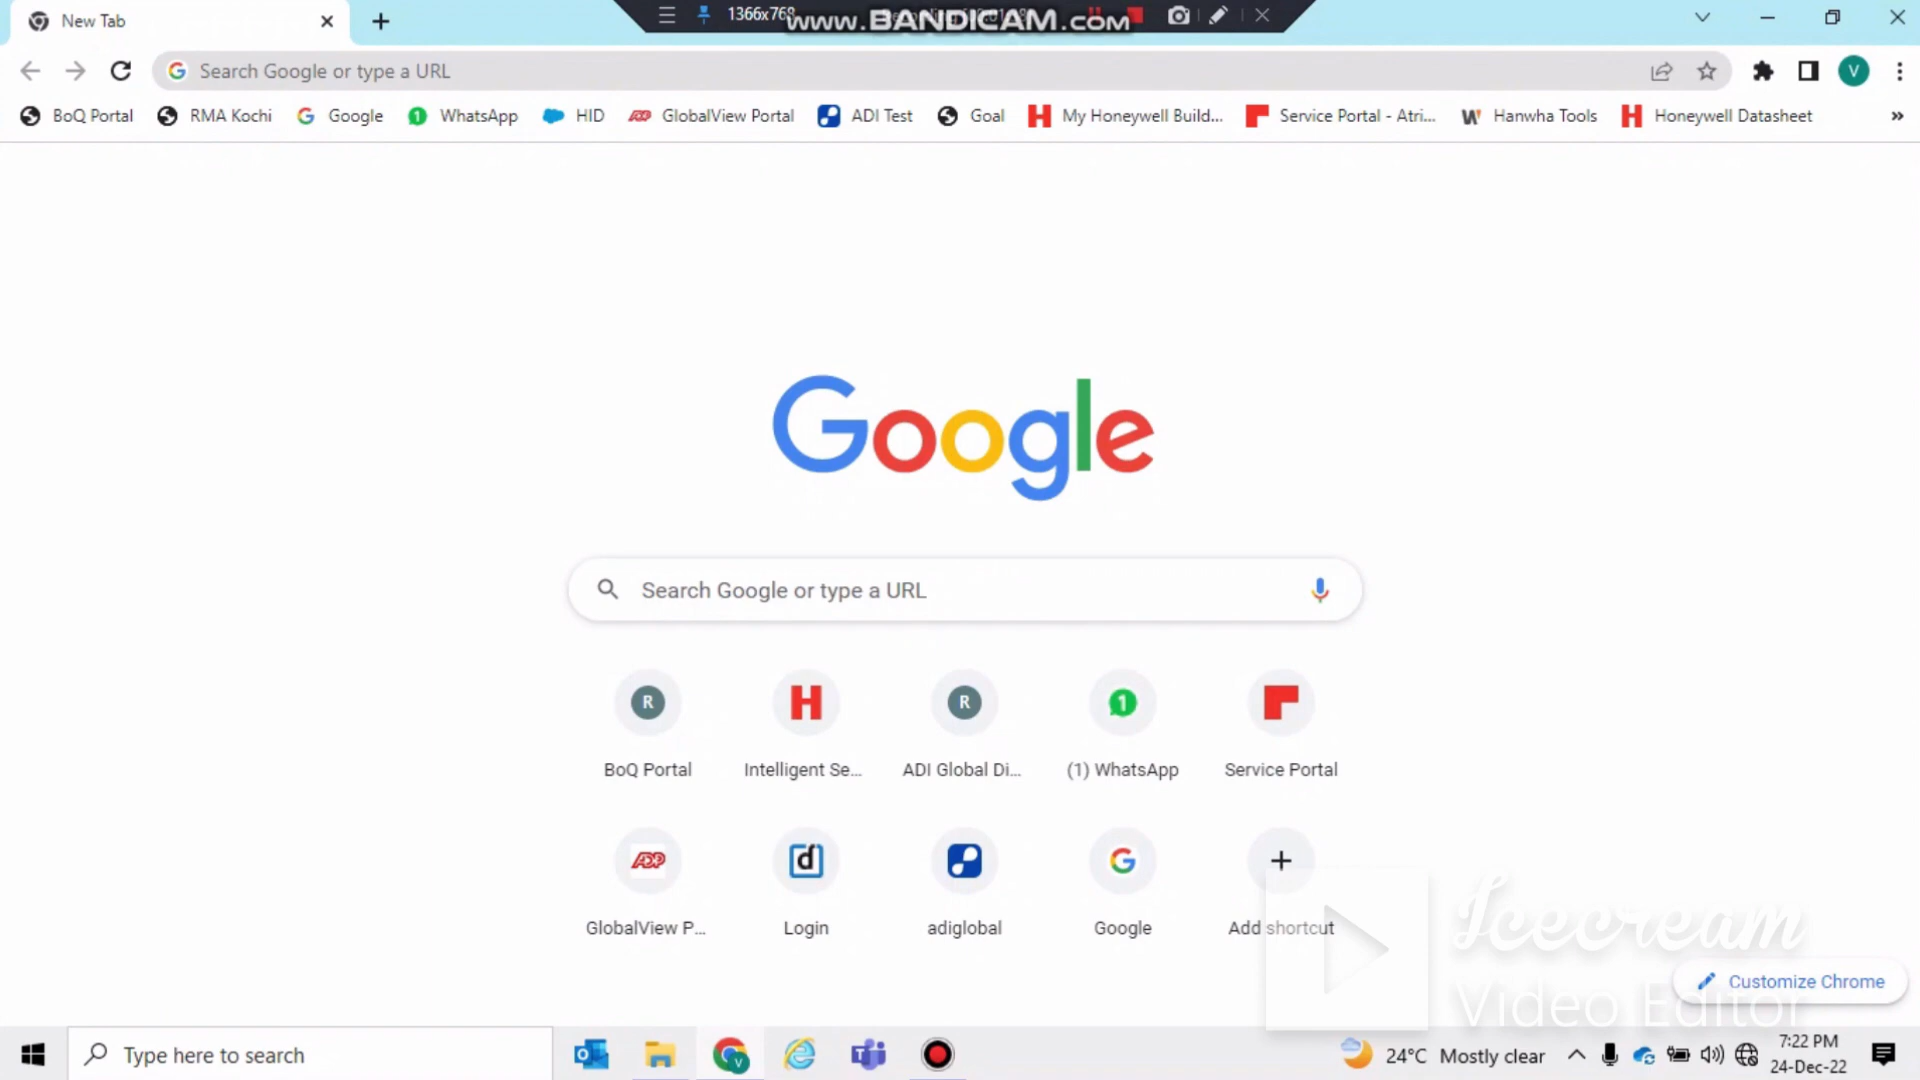 New Tab
1366x768
www.BANDICAM.com
Search Google or type a URL
V
BoQ Portal
RMA Kochi
Google
WhatsApp
HID
GlobalView Portal
ADI Test
Goal
My Honeywell Build...
Service Portal - Atri...
Hanwha Tools
Honeywell Datasheet
»
Google
Search Google or type a URL
BoQ Portal
Intelligent Se...
ADI Global Di...
(1) WhatsApp
Service Portal
GlobalView P...
Login
adiglobal
Google
Add shortcut
Icecream
Video Editor
Customize Chrome
Type here to search
24°C Mostly clear
7:22 PM
24-Dec-22